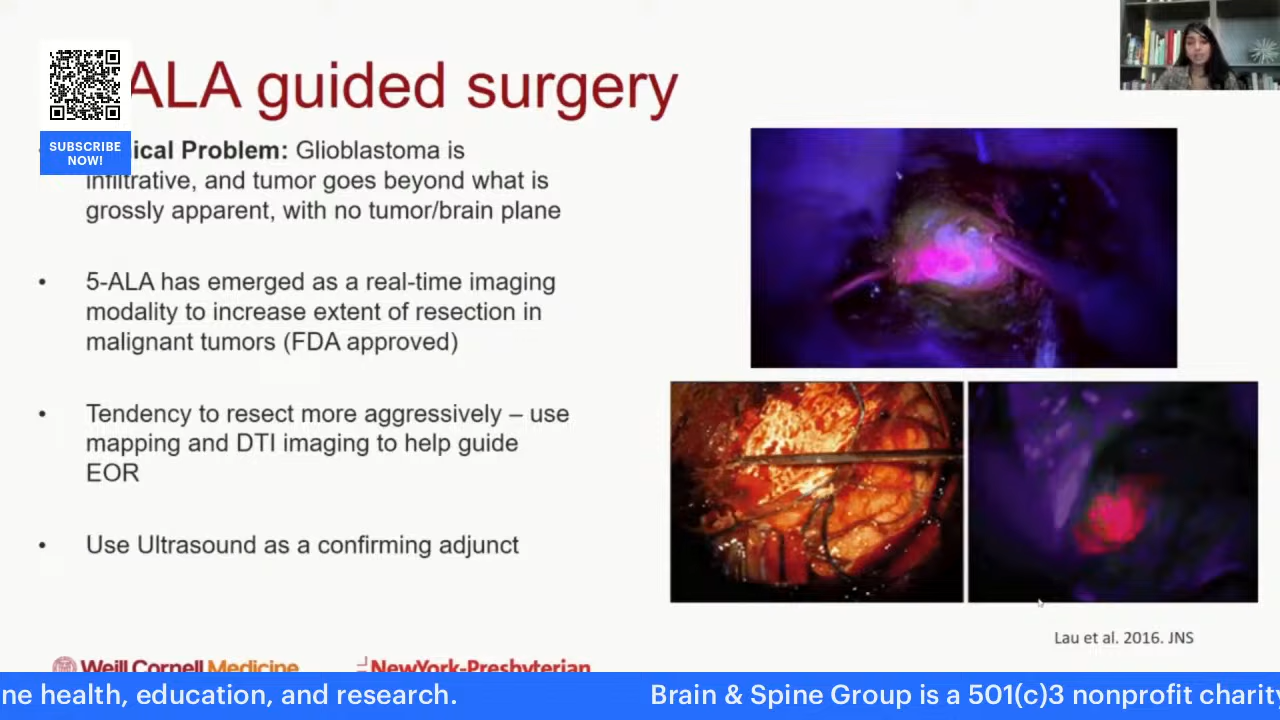 ALA guided surgery
SUBSCRIBE
NOW!
ical Problem: Glioblastoma is
infiltrative, and tumor goes beyond what is
grossly apparent, with no tumor/brain plane
• 5-ALA has emerged as a real-time imaging
modality to increase extent of resection in
malignant tumors (FDA approved)
• Tendency to resect more aggressively – use
mapping and DTI imaging to help guide
EOR
• Use Ultrasound as a confirming adjunct
Lau et al. 2016. JNS
Weill Cornell Medicine
NewYork-Presbyterian
ne health, education, and research.
Brain & Spine Group is a 501(c)3 nonprofit charity